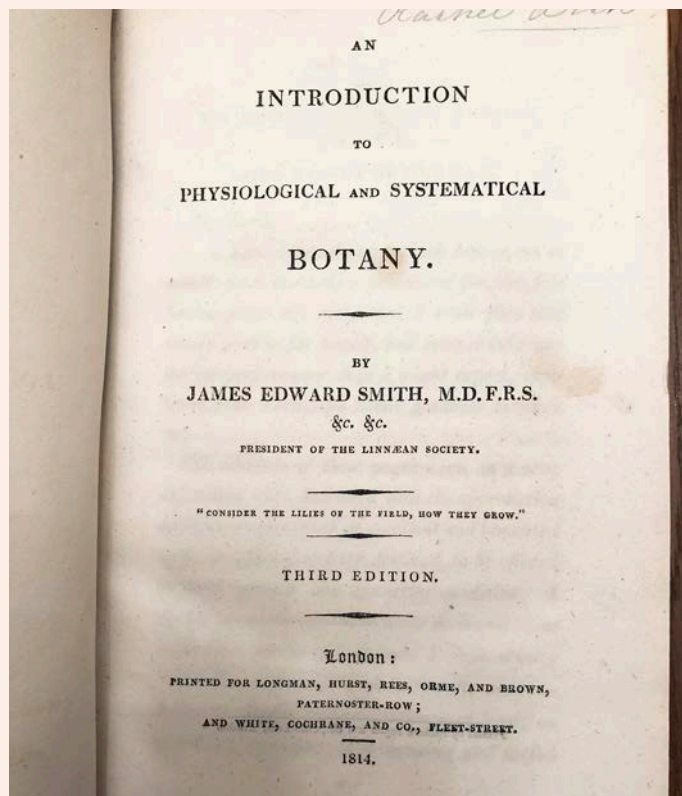 AN
INTRODUCTION
TO
PHYSIOLOGICAL AND SYSTEMATICAL
BOTANY.
BY
JAMES EDWARD SMITH, M.D. F.R.S.
&c. &c.
PRESIDENT OF THE LINNÆAN SOCIETY.
"CONSIDER THE LILIES OF THE FIELD, HOW THEY GROW."
THIRD EDITION.
London:
PRINTED FOR LONGMAN, HURST, REES, ORME, AND BROWN,
PATERNOSTER-ROW;
AND WHITE, COCHRANE, AND CO., FLEET-STREET.
1814.